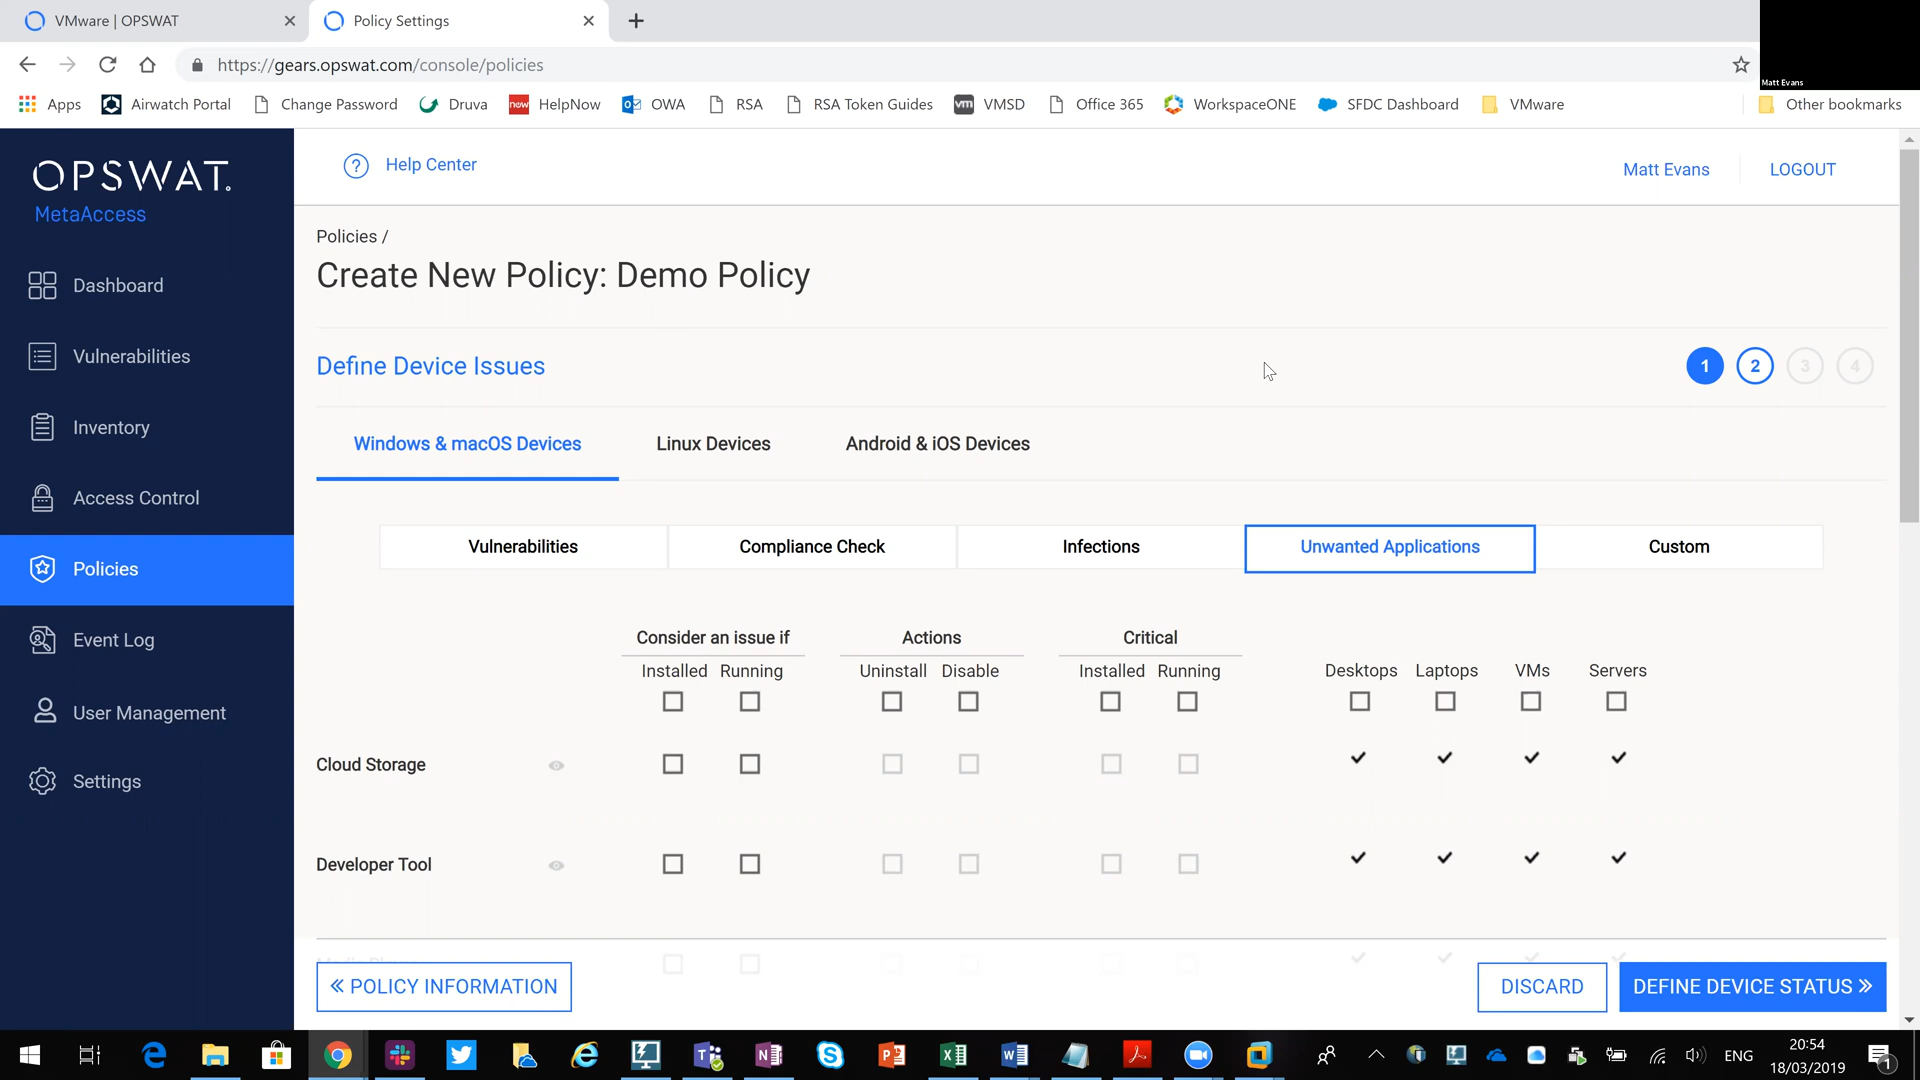 VMware | OPSWAT
Policy Settings
https://gears.opswat.com/console/policies
Matt Evans
Apps
Airwatch Portal
Change Password
Druva
new
HelpNow
OWA
RSA
RSA Token Guides
vm
VMSD
Office 365
WorkspaceONE
SFDC Dashboard
VMware
Other bookmarks
OPSWAT.
MetaAccess
Dashboard
Vulnerabilities
Inventory
Access Control
Policies
Event Log
User Management
Settings
? Help Center
Matt Evans
LOGOUT
Policies /
Create New Policy: Demo Policy
Define Device Issues
1 2 3 4
Windows & macOS Devices
Linux Devices
Android & iOS Devices
Vulnerabilities
Compliance Check
Infections
Unwanted Applications
Custom
Consider an issue if
Actions
Critical
Installed Running
Uninstall Disable
Installed Running
Desktops Laptops VMs Servers
Cloud Storage
Developer Tool
« POLICY INFORMATION
DISCARD
DEFINE DEVICE STATUS »
ENG
20:54
18/03/2019
1